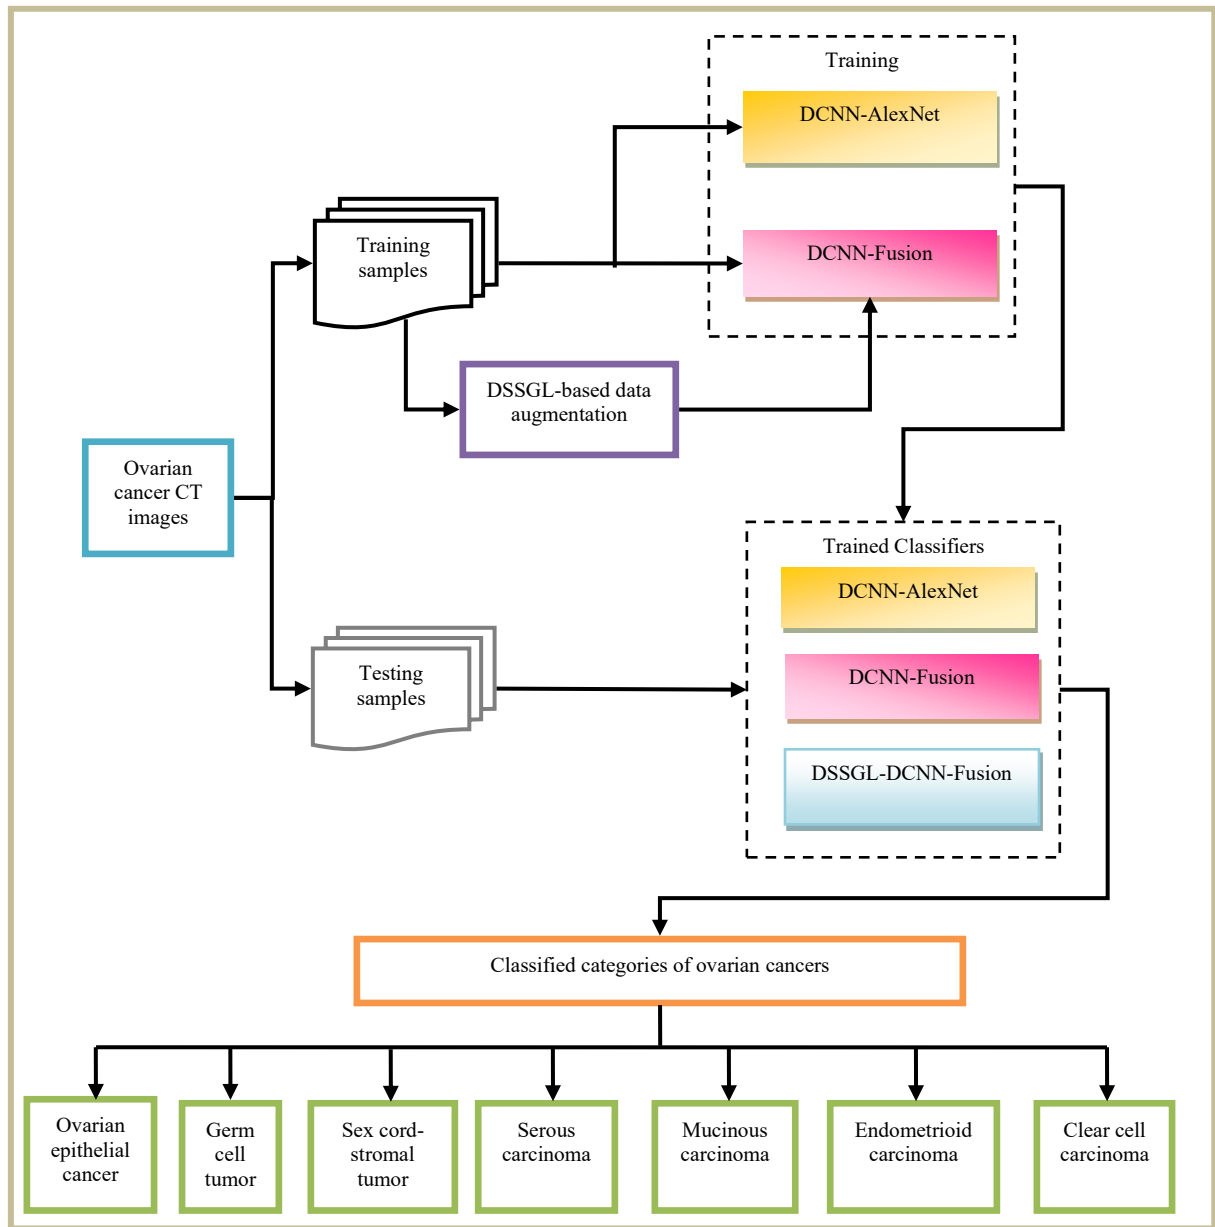 Training
DCNN-AlexNet
Training
samples
DCNN-Fusion
DSSGL-based data
augmentation
Ovarian
cancer CT
images
Trained Classifiers
DCNN-AlexNet
Testing
samples
DCNN-Fusion
DSSGL-DCNN-Fusion
Classified categories of ovarian cancers
Ovarian
epithelial
cancer
Germ
cell
tumor
Sex cord-
stromal
tumor
Serous
carcinoma
Mucinous
carcinoma
Endometrioid
carcinoma
Clear cell
carcinoma